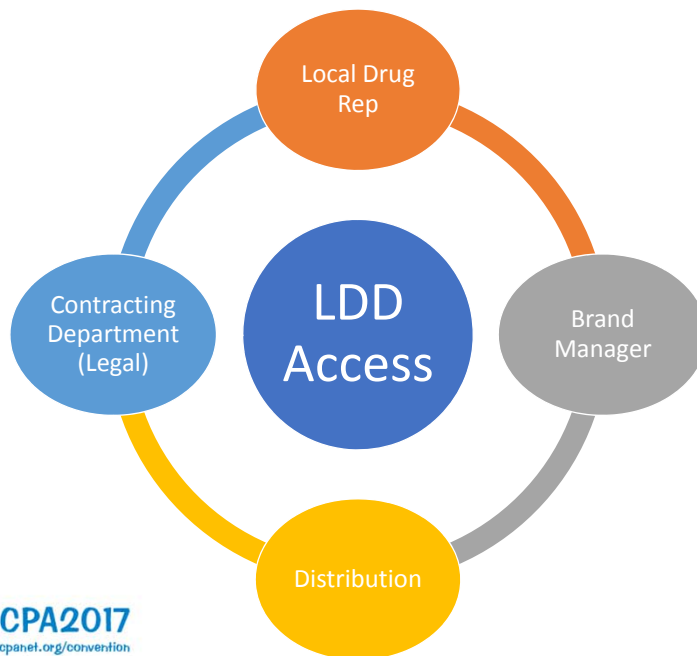 Local Drug
Rep
LDD
Access
Brand
Manager
Distribution
Contracting
Department
(Legal)
CPA2017
cpanet.org/convention